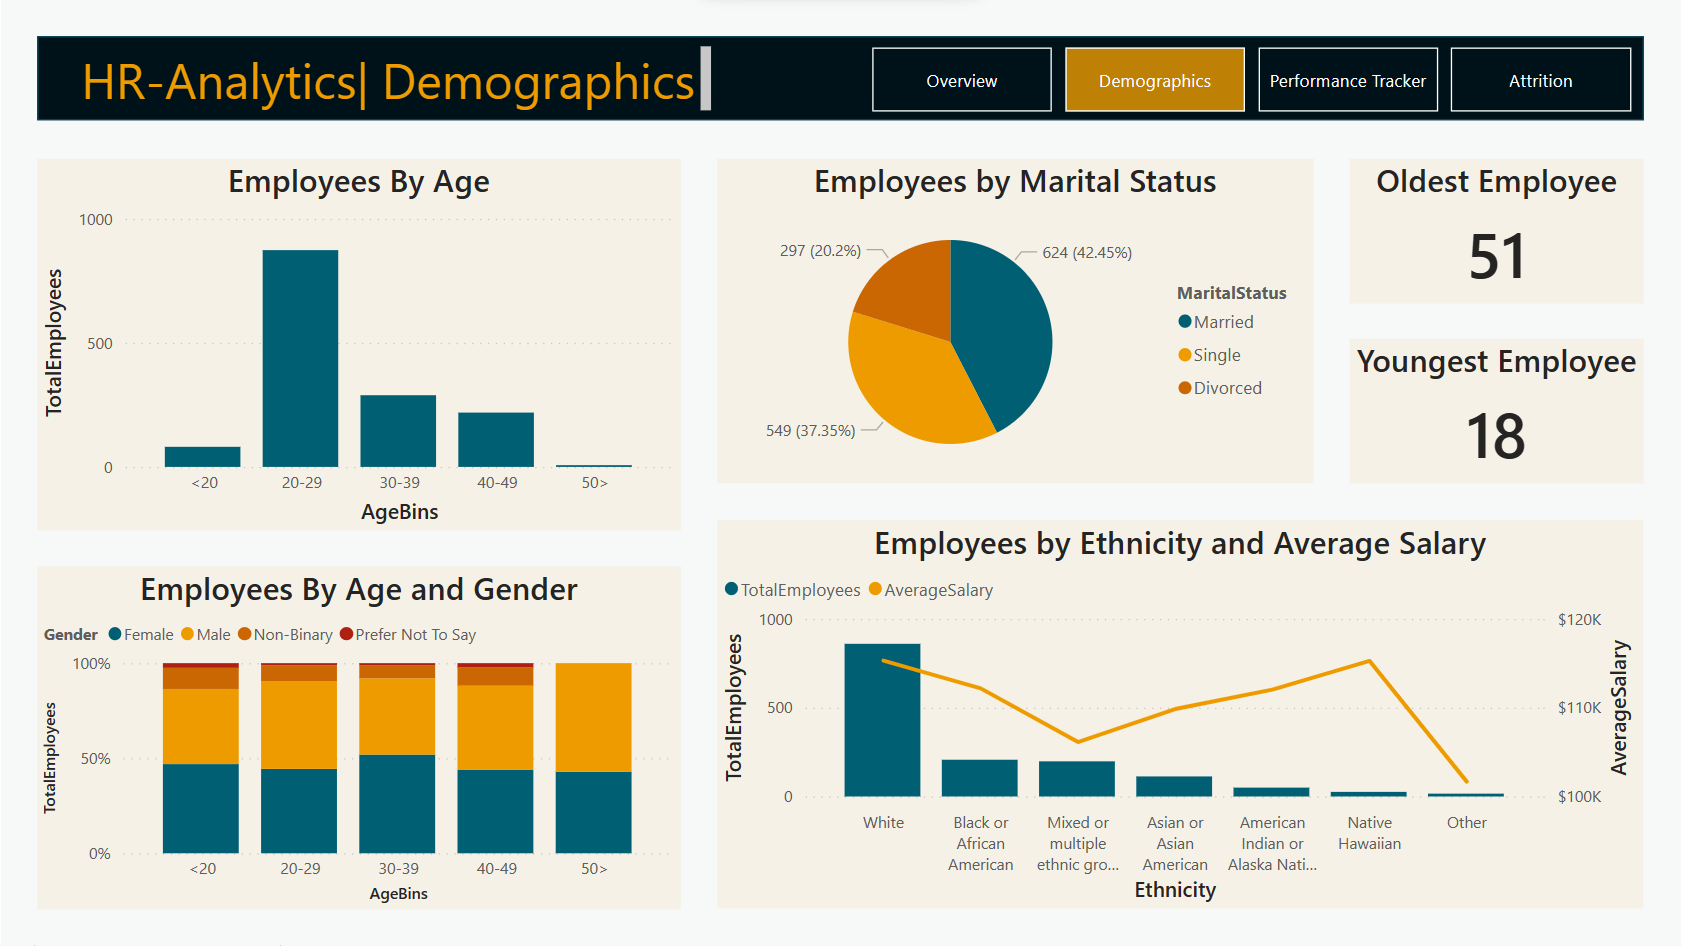 HR-Analytics| Demographics
Overview
Demographics
Performance Tracker
Attrition
Employees By Age
1000
500
0
TotalEmployees
<20
20-29
30-39
40-49
50>
AgeBins
Employees by Marital Status
297 (20.2%)
624 (42.45%)
549 (37.35%)
MaritalStatus
Married
Single
Divorced
Oldest Employee
51
Youngest Employee
18
Employees By Age and Gender
Gender
Female
Male
Non-Binary
Prefer Not To Say
100%
50%
0%
TotalEmployees
<20
20-29
30-39
40-49
50>
AgeBins
Employees by Ethnicity and Average Salary
TotalEmployees
AverageSalary
1000
500
0
TotalEmployees
$120K
$110K
$100K
AverageSalary
White
Black or
African
American
Mixed or
multiple
ethnic gro...
Asian or
Asian
American
American
Indian or
Alaska Nati...
Native
Hawaiian
Other
Ethnicity